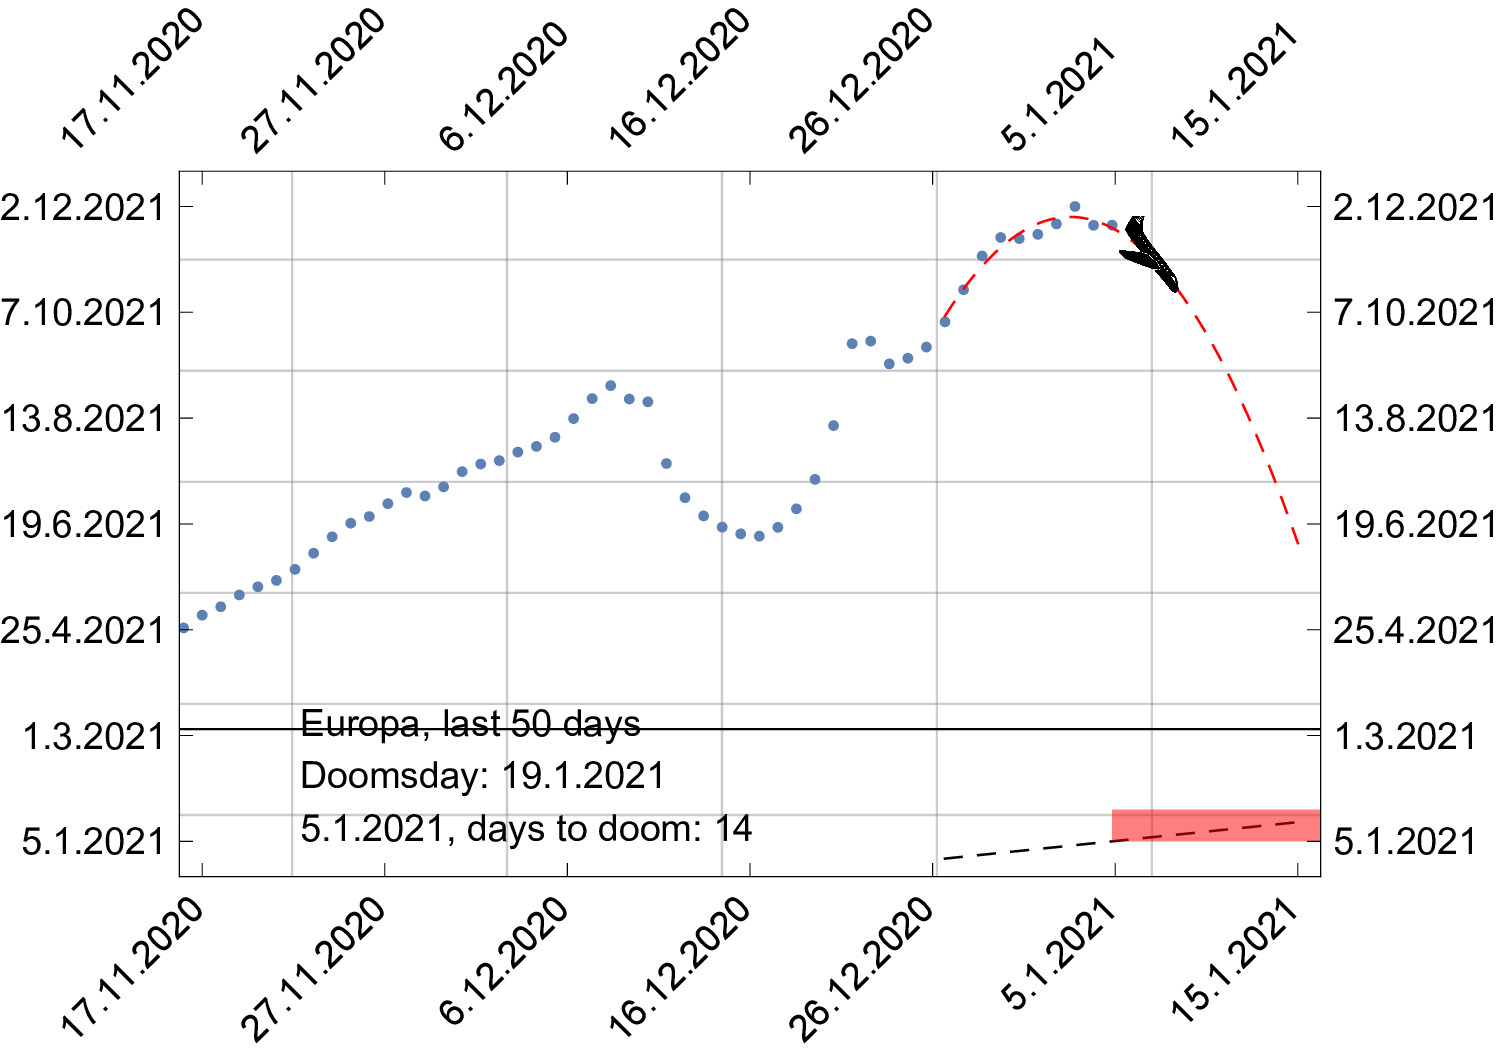 17.11.2020 27.11.2020 6.12.2020 16.12.2020 26.12.2020 5.1.2021 15.1.2021
2.12.2021 2.12.2021
7.10.2021 7.10.2021
13.8.2021 13.8.2021
19.6.2021 19.6.2021
25.4.2021 25.4.2021
Europa, last 50 days
1.3.2021 1.3.2021
Doomsday: 19.1.2021
5.1.2021, days to doom: 14
5.1.2021 5.1.2021
17.11.2020 27.11.2020 6.12.2020 16.12.2020 26.12.2020 5.1.2021 15.1.2021